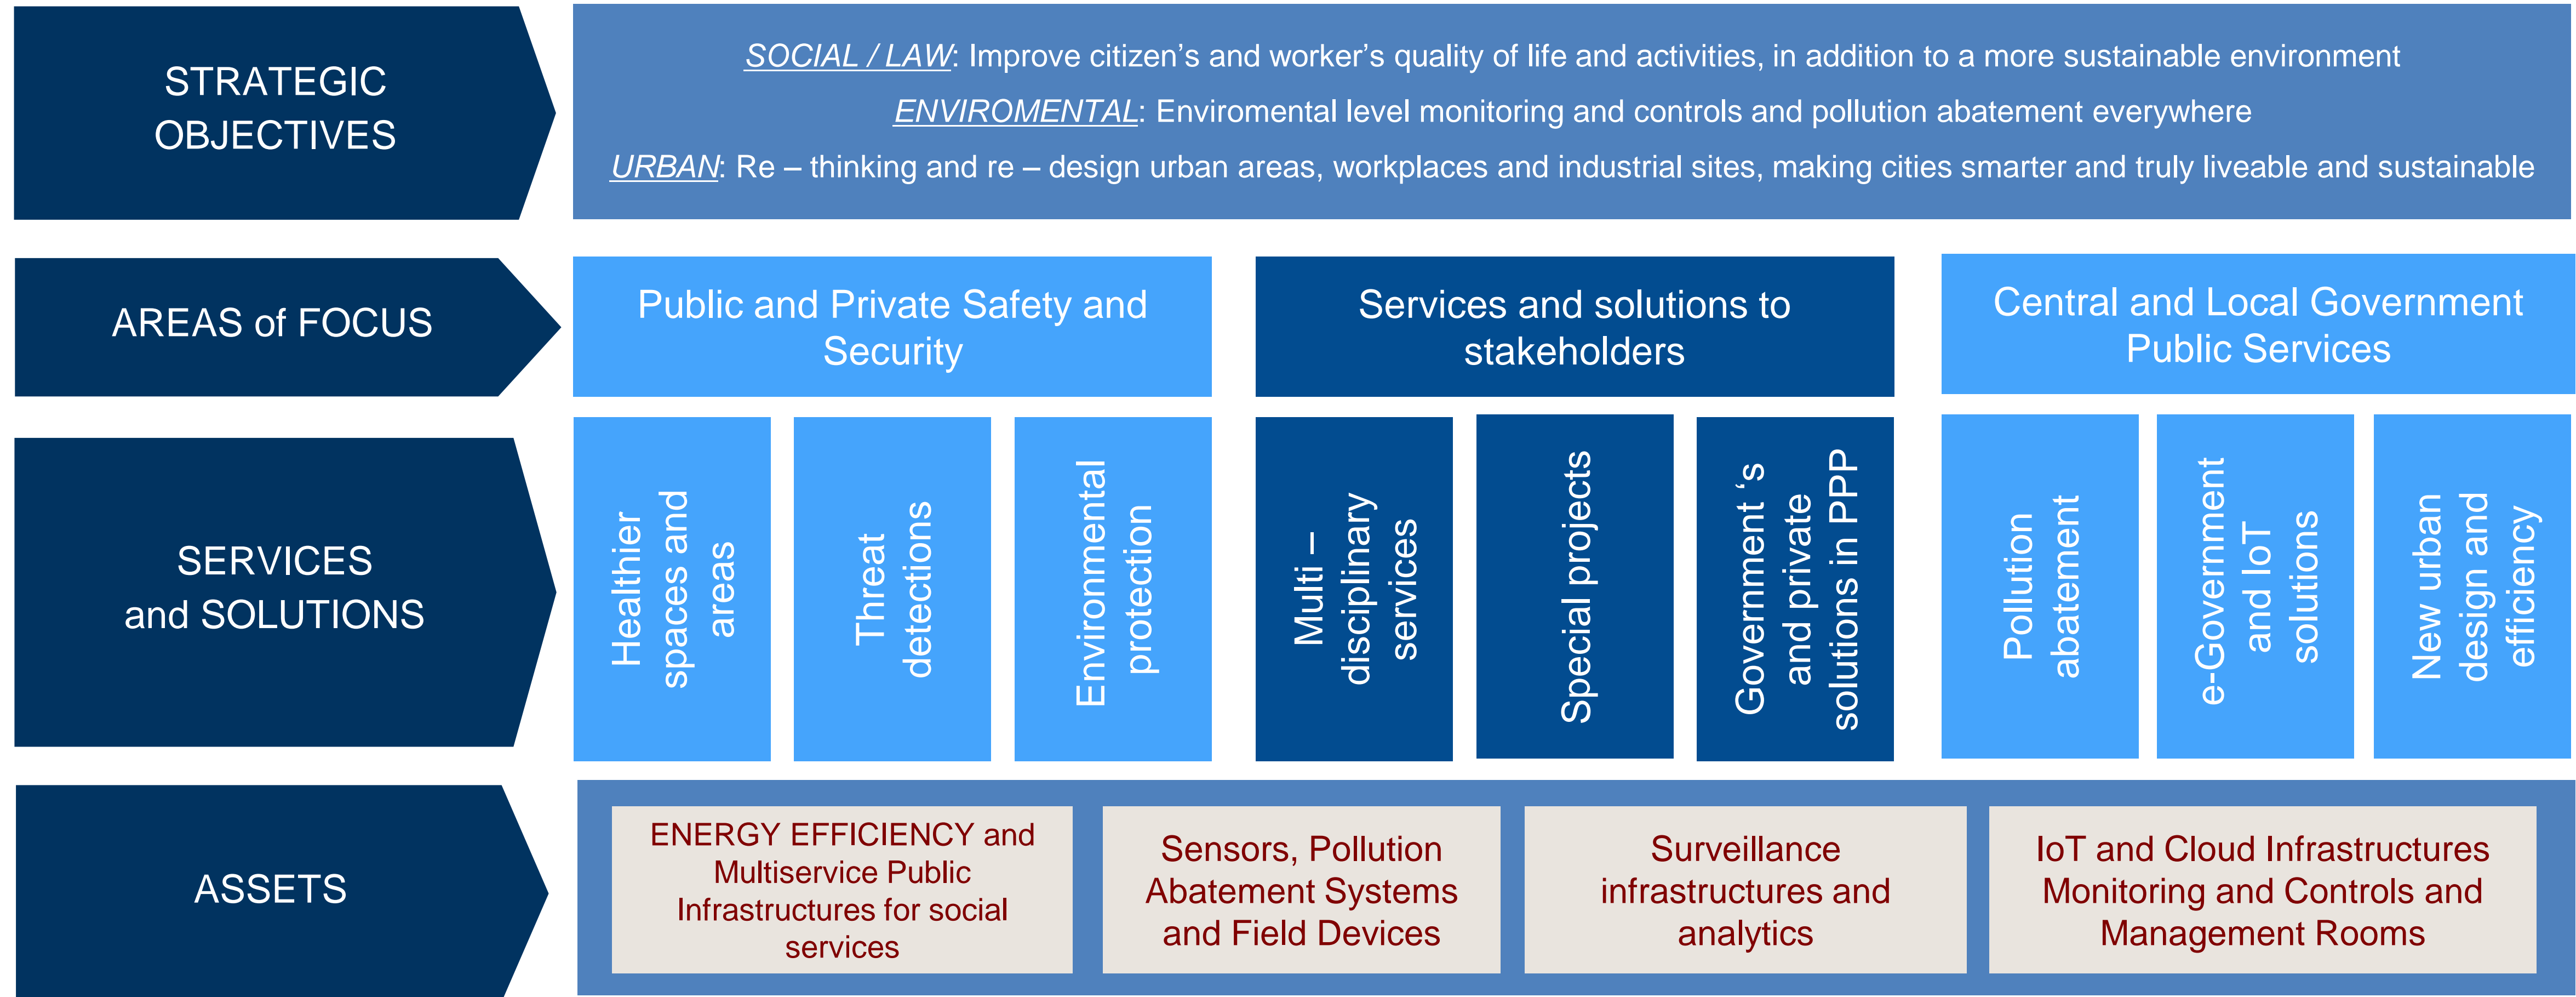 STRATEGIC
OBJECTIVES
SOCIAL / LAW: Improve citizen’s and worker’s quality of life and activities, in addition to a more sustainable environment
ENVIROMENTAL: Enviromental level monitoring and controls and pollution abatement everywhere
URBAN: Re – thinking and re – design urban areas, workplaces and industrial sites, making cities smarter and truly liveable and sustainable
AREAS of FOCUS
Public and Private Safety and
Security
Services and solutions to
stakeholders
Central and Local Government
Public Services
SERVICES
and SOLUTIONS
Healthier
spaces and
areas
Threat
detections
Environmental
protection
Multi –
disciplinary
services
Special projects
Government ‘s
and private
solutions in PPP
Pollution
abatement
e-Government
and IoT
solutions
New urban
design and
efficiency
ASSETS
ENERGY EFFICIENCY and
Multiservice Public
Infrastructures for social
services
Sensors, Pollution
Abatement Systems
and Field Devices
Surveillance
infrastructures and
analytics
IoT and Cloud Infrastructures
Monitoring and Controls and
Management Rooms